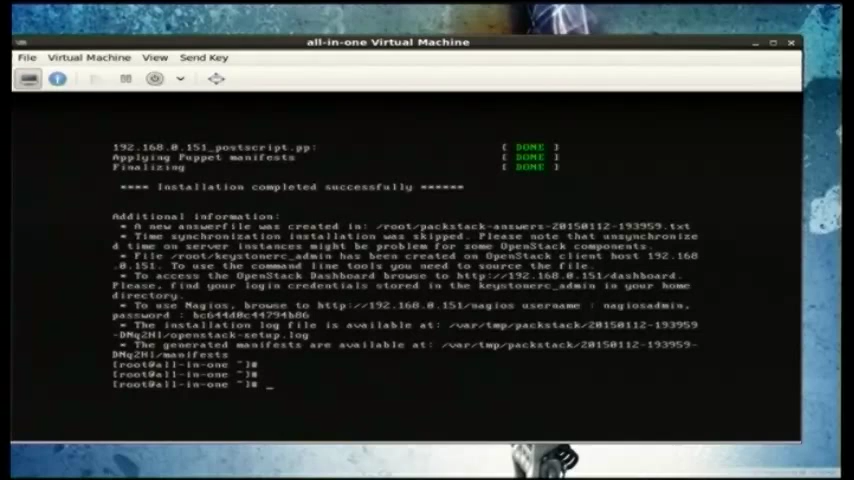 all-in-one Virtual Machine
File Virtual Machine View Send Key
192.168.0.151_postscript.pp: [ DONE ]
Applying Puppet manifests [ DONE ]
Finalizing [ DONE ]
**** Installation completed successfully ******
Additional information:
* A new answerfile was created in: /root/packstack-answers-20150112-193959.txt
* Time synchronization installation was skipped. Please note that unsynchronize
d time on server instances might be problem for some OpenStack components.
* File /root/keystonerc_admin has been created on OpenStack client host 192.168
.0.151. To use the command line tools you need to source the file.
* To access the OpenStack Dashboard browse to http://192.168.0.151/dashboard.
Please, find your login credentials stored in the keystonerc_admin in your home
directory.
* To use Nagios, browse to http://192.168.0.151/nagios username : nagiosadmin,
password : bc644d8c44794b86
* The installation log file is available at: /var/tmp/packstack/20150112-193959
-DNq2Hl/openstack-setup.log
* The generated manifests are available at: /var/tmp/packstack/20150112-193959-
DNq2Hl/manifests
[root@all-in-one ~]#
[root@all-in-one ~]#
[root@all-in-one ~]# _